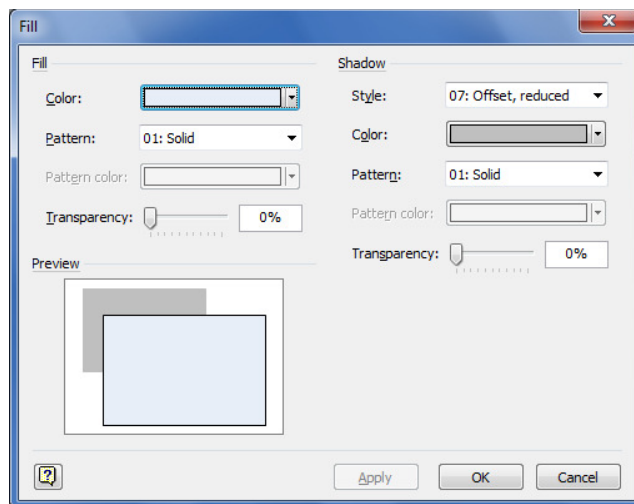 Fill
Fill
Color:
Pattern: 01: Solid
Pattern color:
Transparency: 0%
Preview
Shadow
Style: 07: Offset, reduced
Color:
Pattern: 01: Solid
Pattern color:
Transparency: 0%
Apply OK Cancel